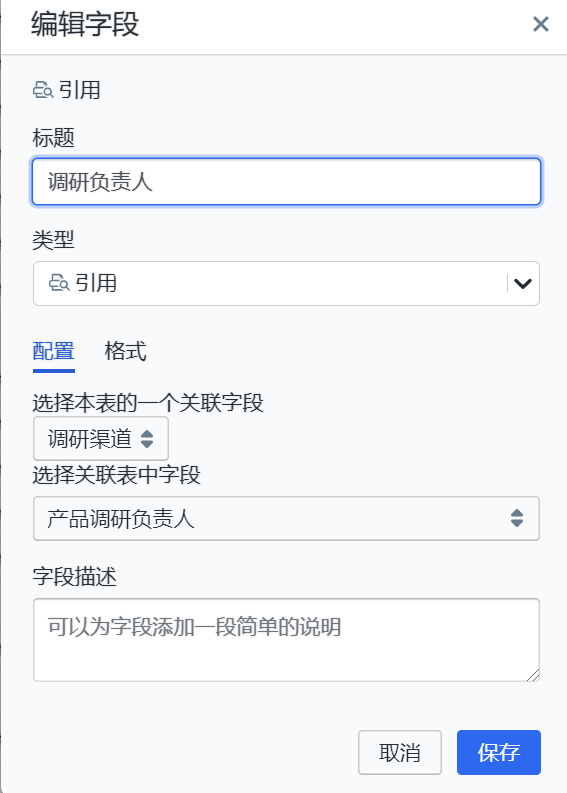 编辑字段
引用
标题
调研负责人
类型
引用
配置 格式
选择本表的一个关联字段
调研渠道
选择关联表中字段
产品调研负责人
字段描述
可以为字段添加一段简单的说明
取消 保存